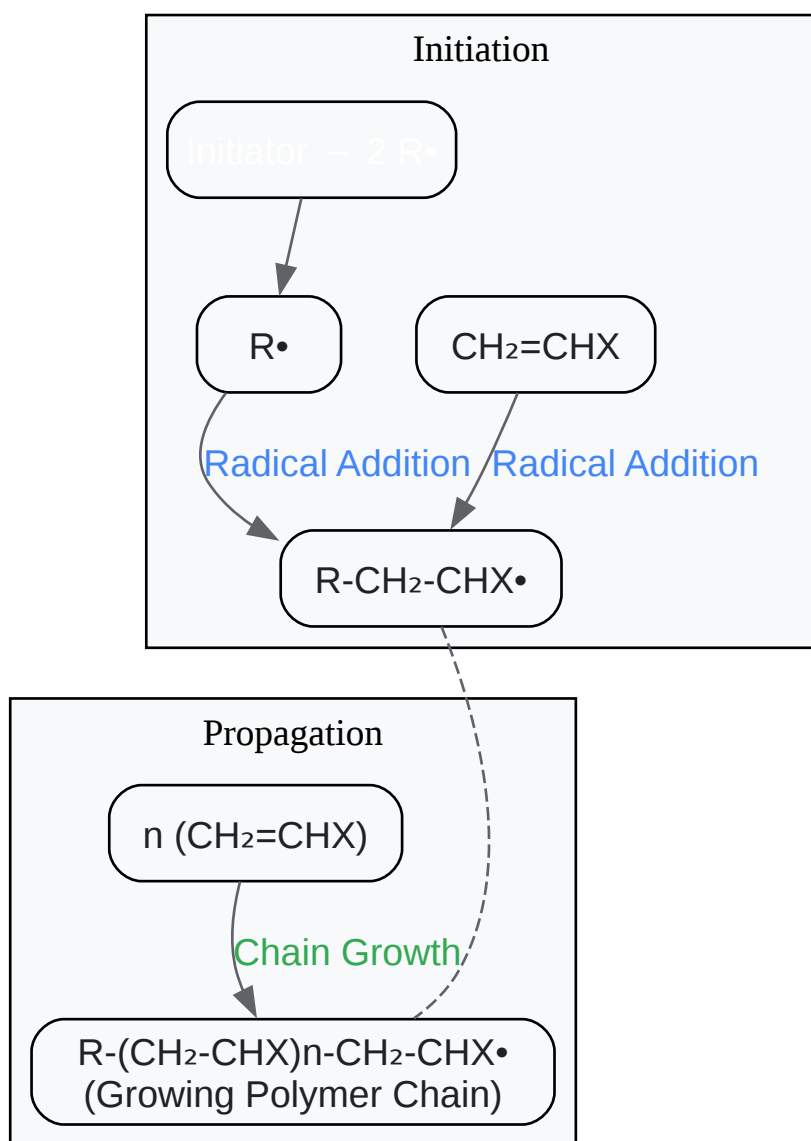 Initiation
Initiator → 2 R•
R•
CH₂=CHX
Radical Addition
Radical Addition
R-CH₂-CHX•
Propagation
n (CH₂=CHX)
Chain Growth
R-(CH₂-CHX)n-CH₂-CHX•
(Growing Polymer Chain)